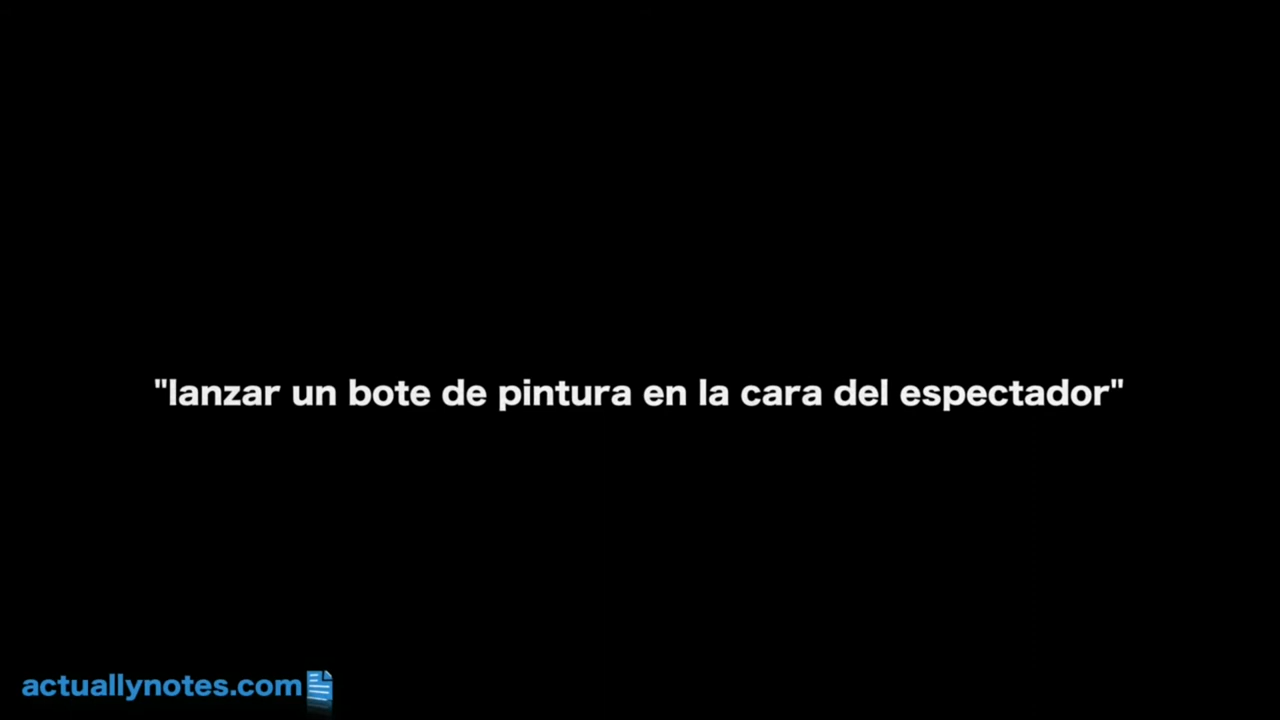 "lanzar un bote de pintura en la cara del espectador"
actuallynotes.com